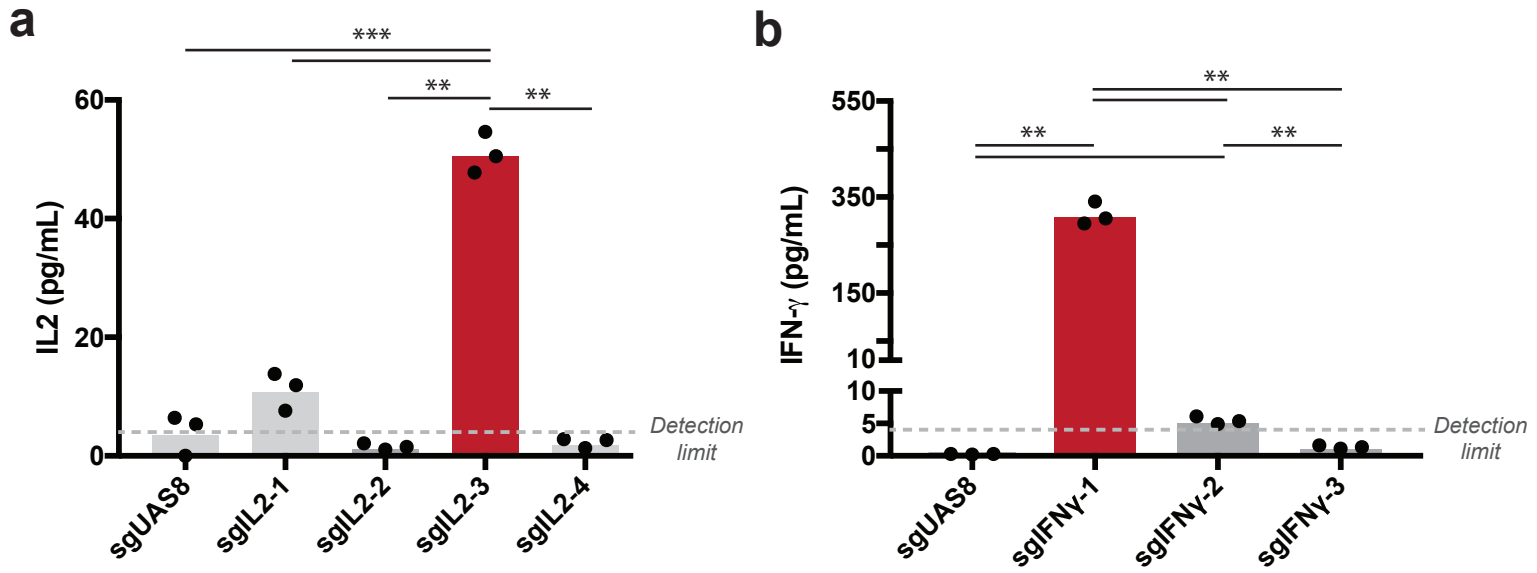 a
***
**
**
60
40
20
0
IL2 (pg/mL)
Detection
limit
sgUAS8
sgIL2-1
sgIL2-2
sgIL2-3
sgIL2-4
b
**
**
**
550
350
150
10
10
5
0
IFN-γ (pg/mL)
Detection
limit
sgUAS8
sgIFNγ-1
sgIFNγ-2
sgIFNγ-3